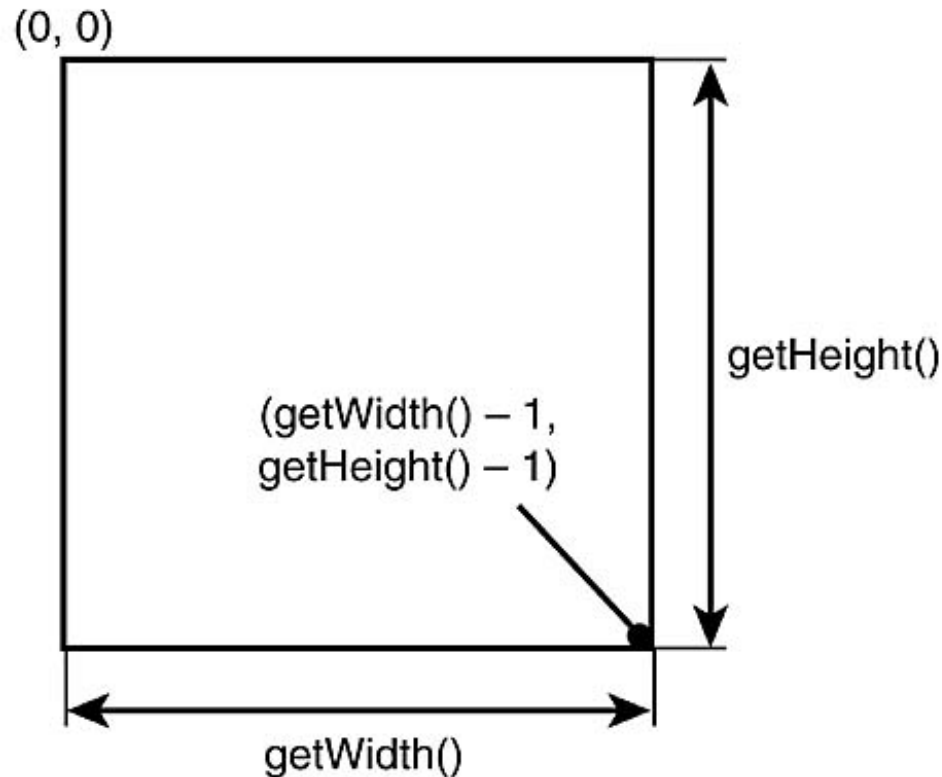 (0, 0)
getHeight()
(getWidth() – 1,
getHeight() – 1)
getWidth()